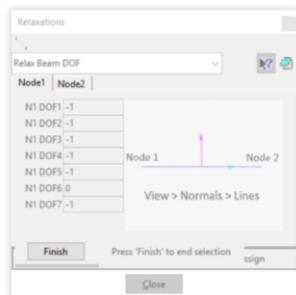 Relaxations
Relax Beam DOF
Node1 Node2
N1 DOF1 -1
N1 DOF2 -1
N1 DOF3 -1
N1 DOF4 -1
N1 DOF5 -1
N1 DOF6 0
N1 DOF7 -1
Node 1 Node 2
View > Normals > Lines
Finish Press 'Finish' to end selection
ssign
Close